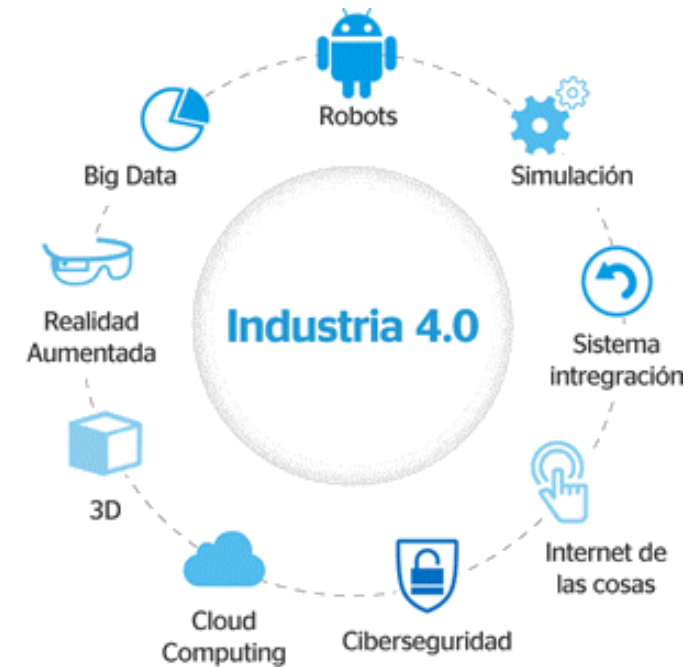 Robots
Simulación
Sistema
intregración
Internet de
las cosas
Ciberseguridad
Cloud
Computing
3D
Realidad
Aumentada
Big Data
Industria 4.0